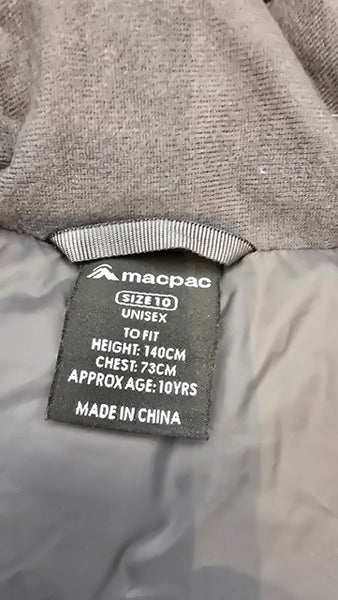 macpac
SIZE 10
UNISEX
TO FIT
HEIGHT: 140CM
CHEST: 73CM
APPROX AGE: 10YRS
MADE IN CHINA